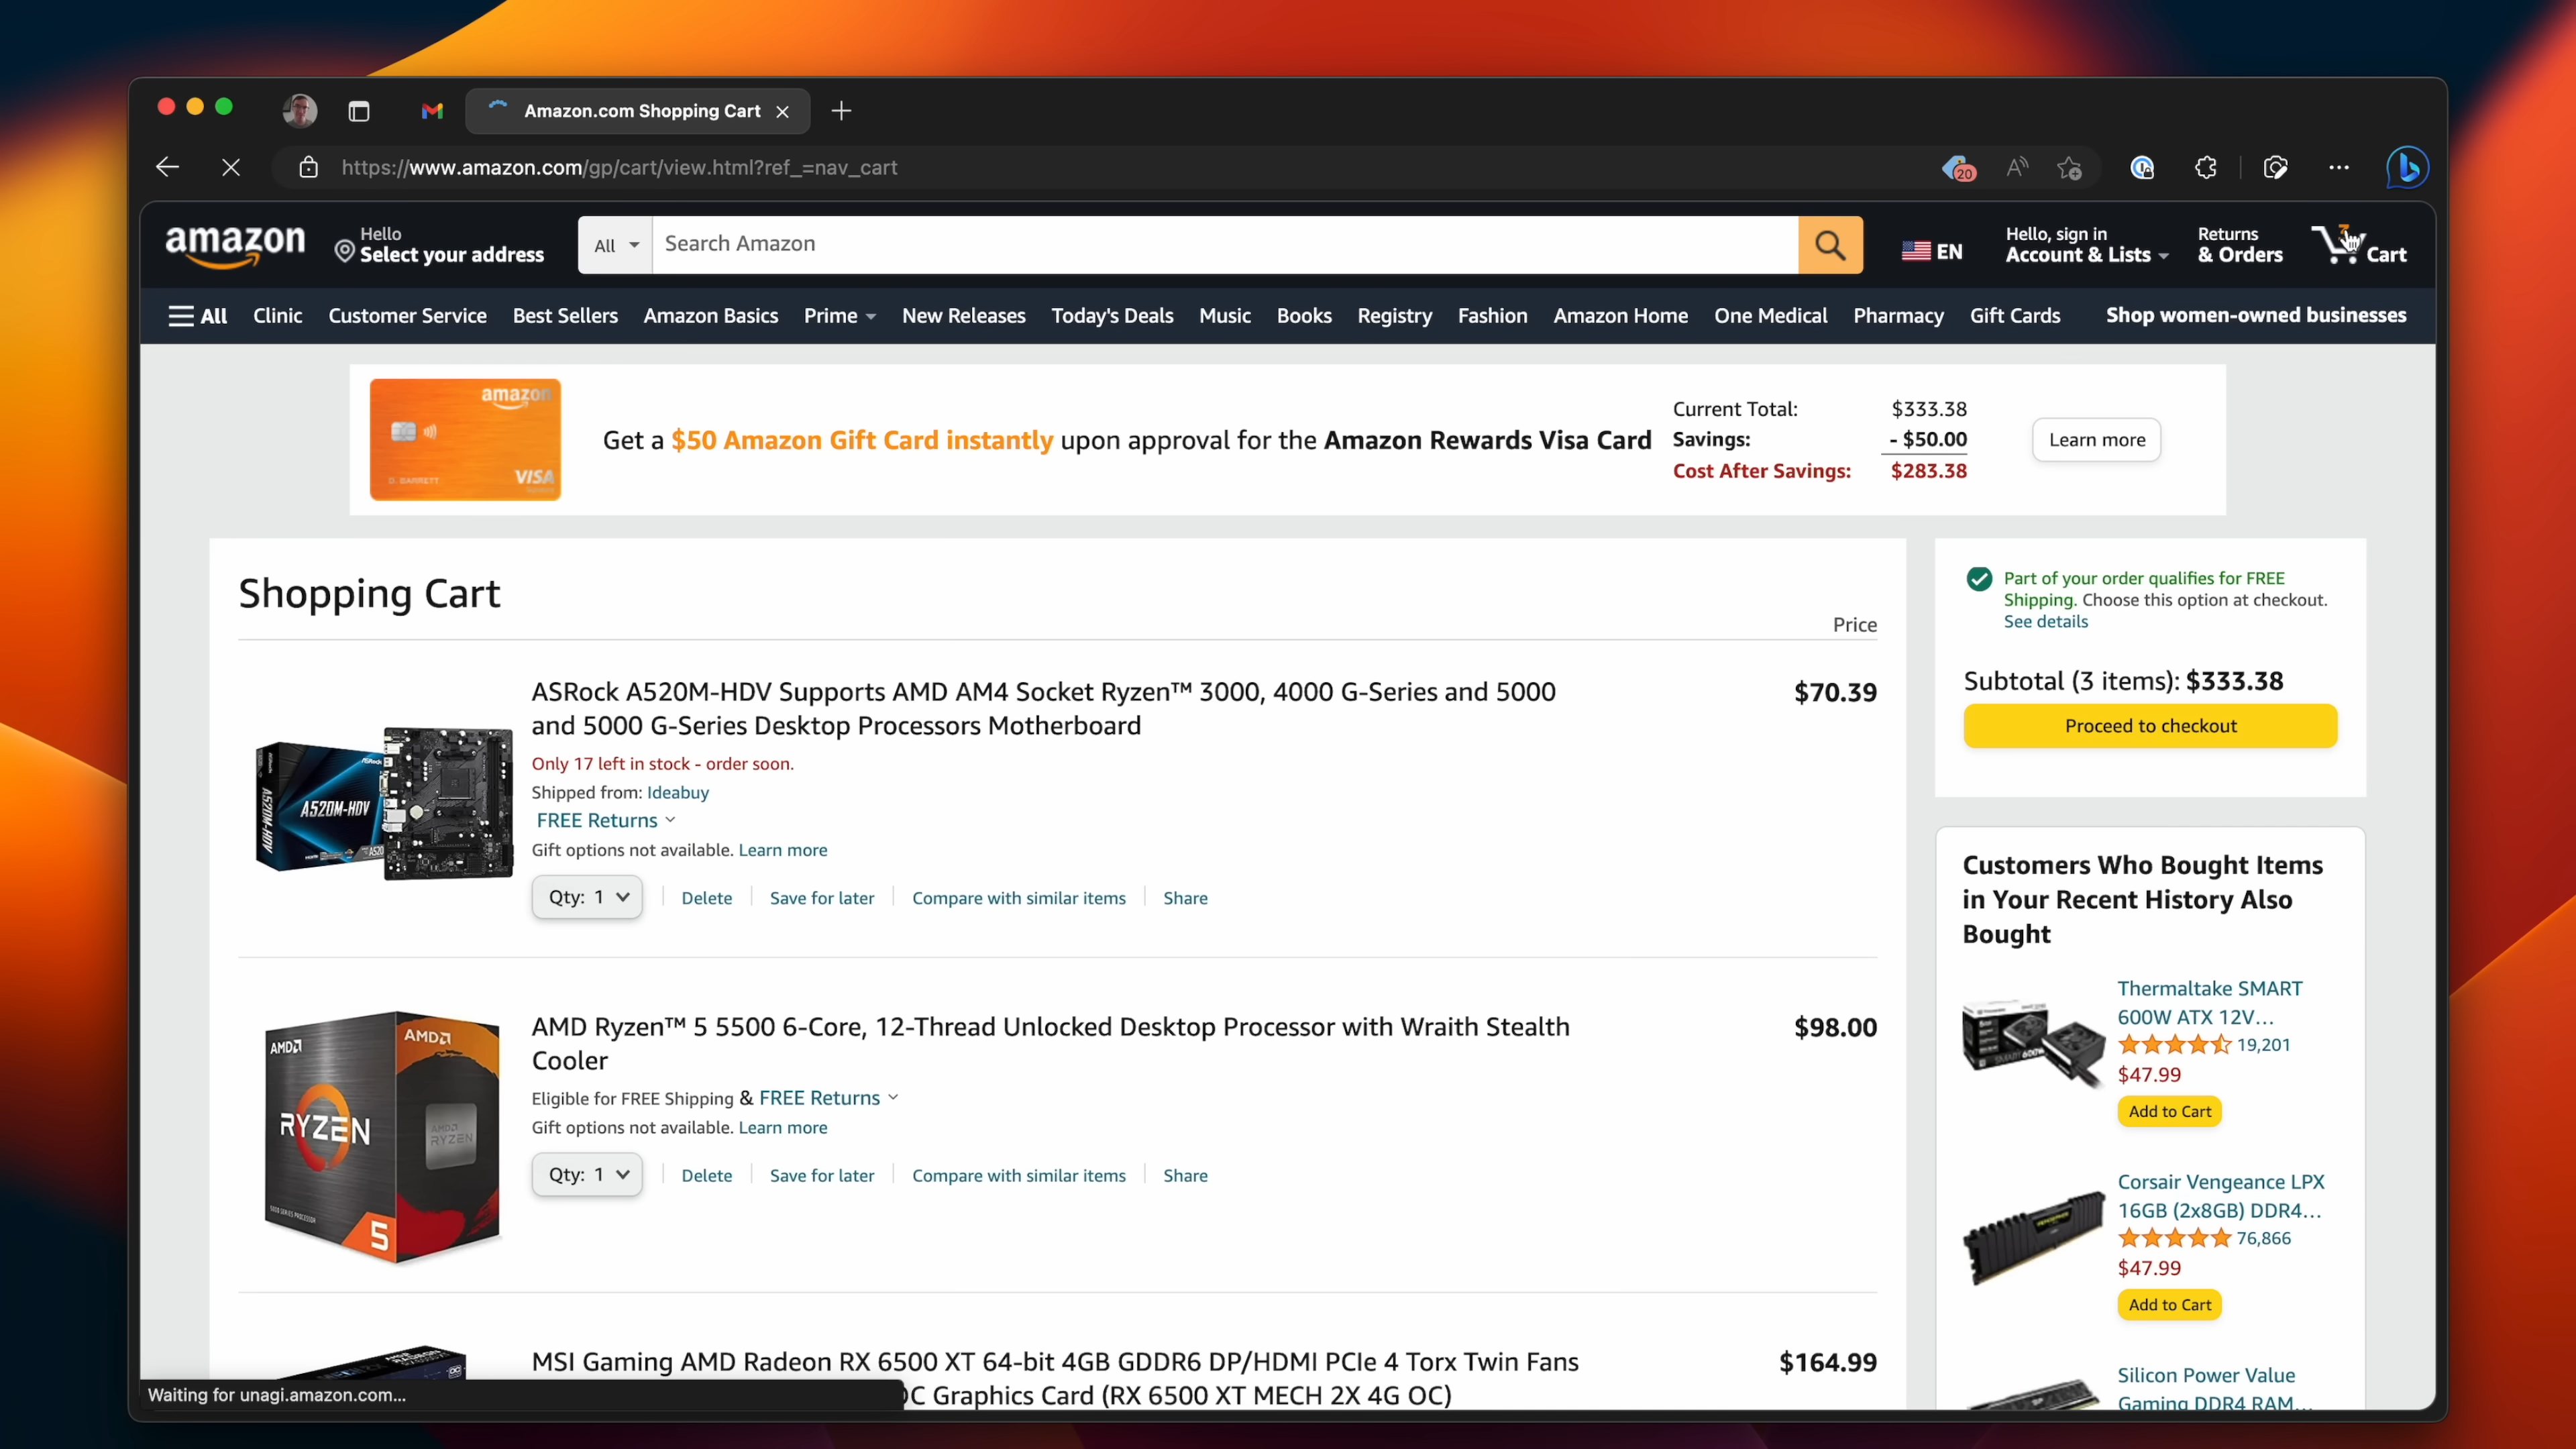 Amazon.com Shopping Cart
https://www.amazon.com/gp/cart/view.html?ref_=nav_cart
20
amazon
Hello
Select your address
All
Search Amazon
EN
Hello, sign in
Account & Lists
Returns
& Orders
Cart
All
Clinic
Customer Service
Best Sellers
Amazon Basics
Prime
New Releases
Today's Deals
Music
Books
Registry
Fashion
Amazon Home
One Medical
Pharmacy
Gift Cards
Shop women-owned businesses
amazon
VISA
D. BARRETT
Get a $50 Amazon Gift Card instantly upon approval for the Amazon Rewards Visa Card
Current Total: $333.38
Savings: - $50.00
Cost After Savings: $283.38
Learn more
Shopping Cart
Price
ASRock A520M-HDV Supports AMD AM4 Socket Ryzen™ 3000, 4000 G-Series and 5000
and 5000 G-Series Desktop Processors Motherboard
$70.39
Only 17 left in stock - order soon.
Shipped from: Ideabuy
FREE Returns
Gift options not available. Learn more
Qty: 1
Delete
Save for later
Compare with similar items
Share
A520M-HDV
A520M-HDV
AMD Ryzen™ 5 5500 6-Core, 12-Thread Unlocked Desktop Processor with Wraith Stealth
Cooler
$98.00
Eligible for FREE Shipping & FREE Returns
Gift options not available. Learn more
Qty: 1
Delete
Save for later
Compare with similar items
Share
AMD
AMD
RYZEN
AMD
RYZEN
5
MSI Gaming AMD Radeon RX 6500 XT 64-bit 4GB GDDR6 DP/HDMI PCIe 4 Torx Twin Fans
Graphics Card (RX 6500 XT MECH 2X 4G OC)
$164.99
Part of your order qualifies for FREE
Shipping. Choose this option at checkout.
See details
Subtotal (3 items): $333.38
Proceed to checkout
Customers Who Bought Items
in Your Recent History Also
Bought
Thermaltake SMART
600W ATX 12V...
19,201
$47.99
Add to Cart
Corsair Vengeance LPX
16GB (2x8GB) DDR4...
76,866
$47.99
Add to Cart
Silicon Power Value
Gaming DDR4 RAM...
Waiting for unagi.amazon.com...